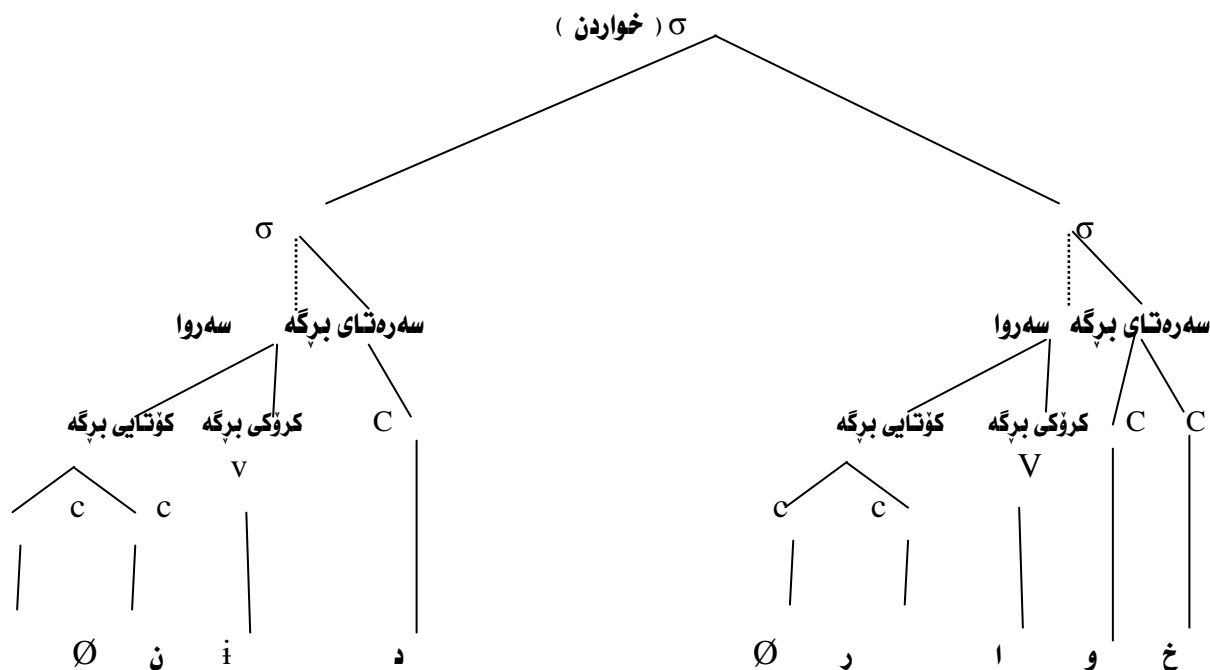 σ ( خواردن )
σ σ
سەرەتای بڕگە سەروا سەرەتای بڕگە سەروا
C C کرۆکی بڕگە کۆتایی بڕگە C کرۆکی بڕگە کۆتایی بڕگە
V v
c c c c
خ و ا ر Ø د ɨ ن Ø